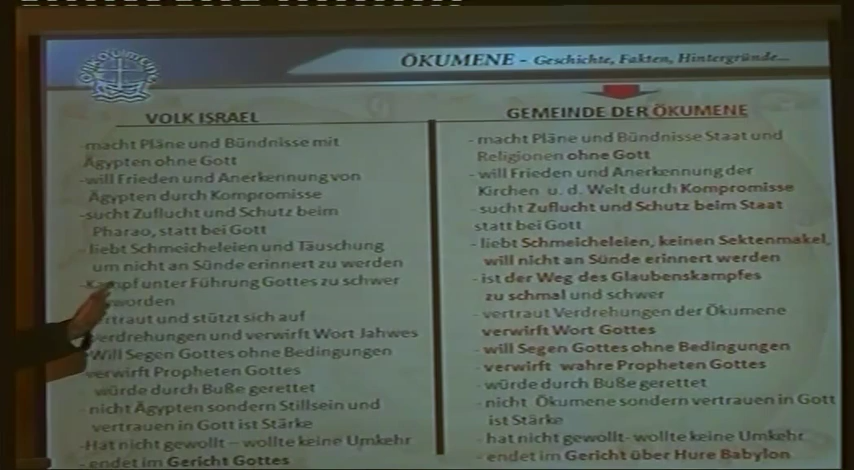 ÖKUMENE - Geschichte, Fakten, Hintergründe...
VOLK ISRAEL
-macht Pläne und Bündnisse mit
Ägypten ohne Gott
-will Frieden und Anerkennung von
Ägypten durch Kompromisse
-sucht Zuflucht und Schutz beim
Pharao, statt bei Gott
- liebt Schmeicheleien und Täuschung
um nicht an Sünde erinnert zu werden
-Kampf unter Führung Gottes zu schwer
worden
vertraut und stützt sich auf
verdrehungen und verwirft Wort Jahwes
-Will Segen Gottes ohne Bedingungen
verwirft Propheten Gottes
würde durch Buße gerettet
- nicht Ägypten sondern Stillsein und
vertrauen in Gott ist Stärke
-Hat nicht gewollt – wollte keine Umkehr
- endet im Gericht Gottes
GEMEINDE DER ÖKUMENE
- macht Pläne und Bündnisse Staat und
Religionen ohne Gott
- will Frieden und Anerkennung der
Kirchen u. d. Welt durch Kompromisse
- sucht Zuflucht und Schutz beim Staat
statt bei Gott
- liebt Schmeicheleien, keinen Sektenmakel,
will nicht an Sünde erinnert werden
- ist der Weg des Glaubenskampfes
zu schmal und schwer
- vertraut Verdrehungen der Ökumene
verwirft Wort Gottes
- will Segen Gottes ohne Bedingungen
- verwirft wahre Propheten Gottes
- würde durch Buße gerettet
- nicht Ökumene sondern vertrauen in Gott
ist Stärke
- hat nicht gewollt- wollte keine Umkehr
- endet im Gericht über Hure Babylon